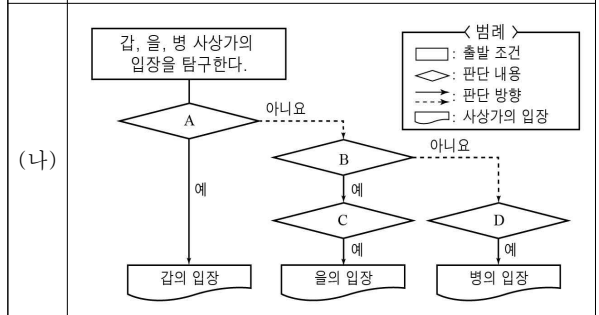 (나)
갑, 을, 병 사상가의
입장을 탐구한다.
<범례>
: 출발 조건
: 판단 내용
: 판단 방향
: 사상가의 입장
A
아니요
예
B
아니요
예
C
예
D
예
갑의 입장
을의 입장
병의 입장